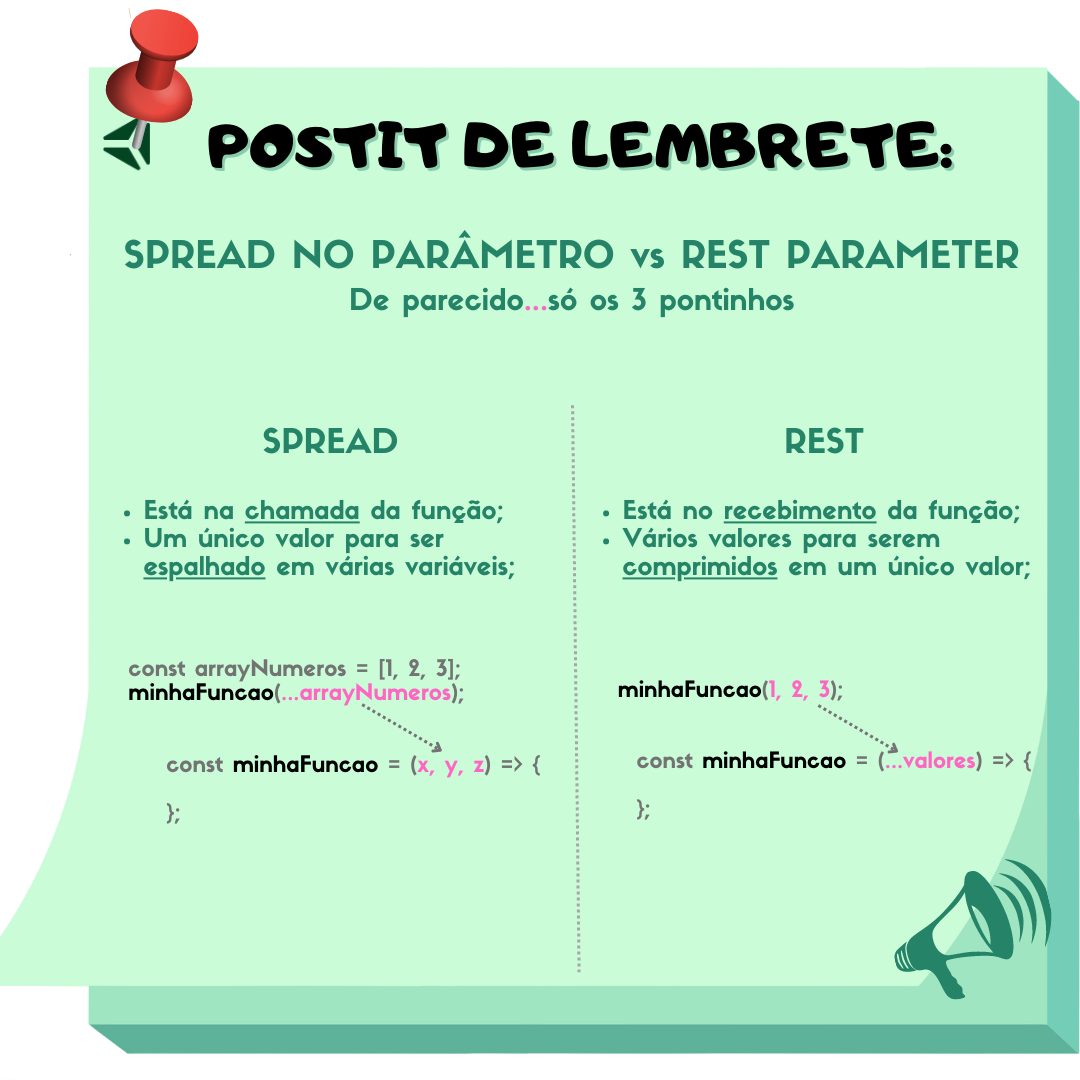 POSTIT DE LEMBRETE:
SPREAD NO PARÂMETRO vs REST PARAMETER
De parecido...só os 3 pontinhos
SPREAD
• Está na chamada da função;
• Um único valor para ser
espalhado em várias variáveis;
const arrayNumeros = [1, 2, 3];
minhaFuncao(...arrayNumeros);
const minhaFuncao = (x, y, z) => {
};
REST
• Está no recebimento da função;
• Vários valores para serem
comprimidos em um único valor;
minhaFuncao(1, 2, 3);
const minhaFuncao = (...valores) => {
};